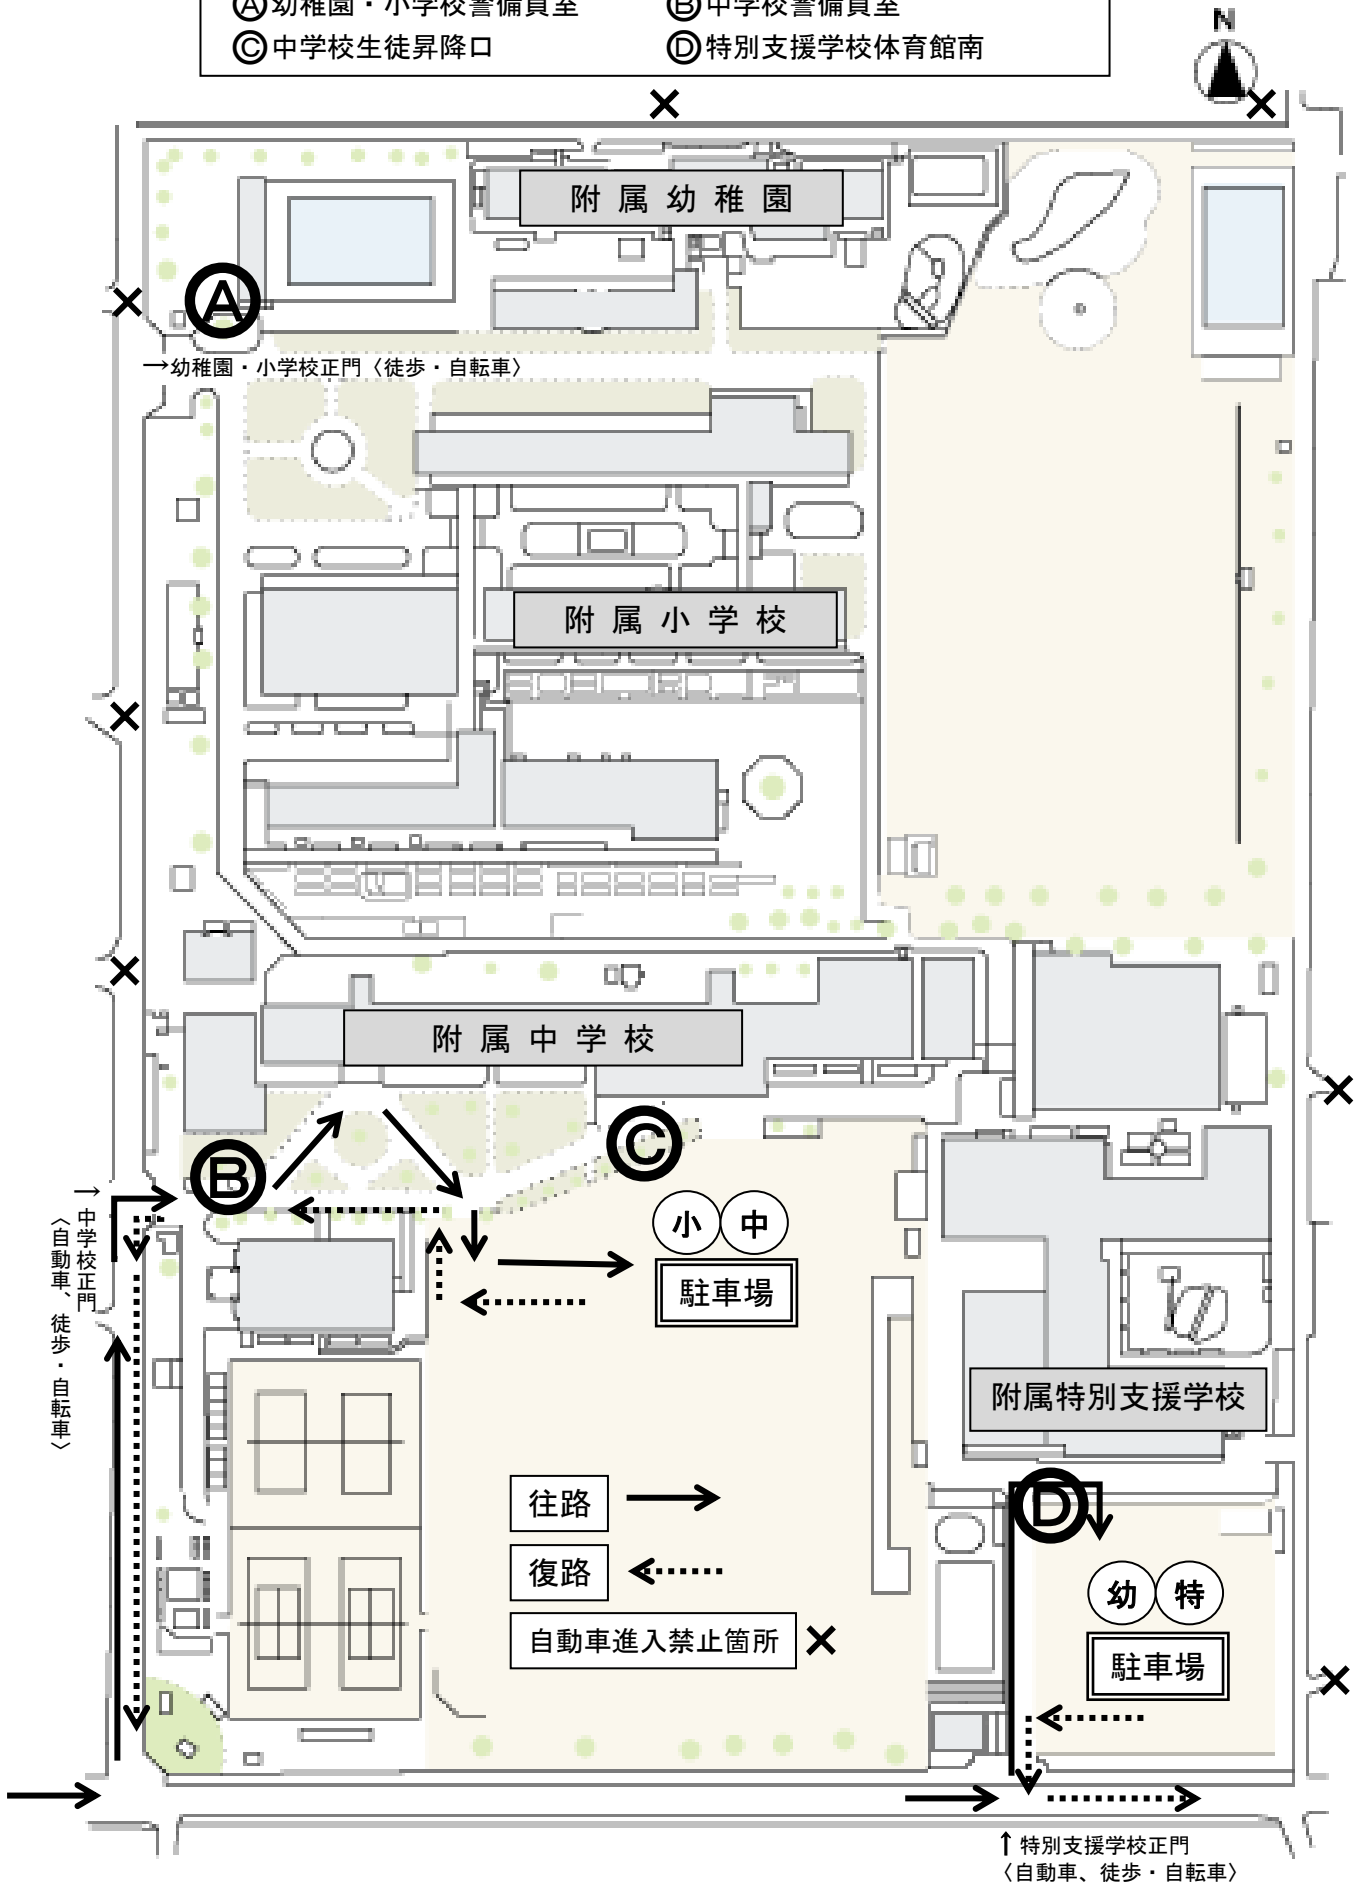 Ⓐ幼稚園・小学校警備員室
Ⓑ中学校警備員室
Ⓒ中学校生徒昇降口
Ⓓ特別支援学校体育館南
N
附属幼稚園
A
→幼稚園・小学校正門〈徒歩・自転車〉
附属小学校
附属中学校
B
C
→中学校正門
〈自動車、徒歩・自転車〉
小 中
駐車場
附属特別支援学校
往路
復路
自動車進入禁止箇所
D
幼 特
駐車場
↑特別支援学校正門
〈自動車、徒歩・自転車〉